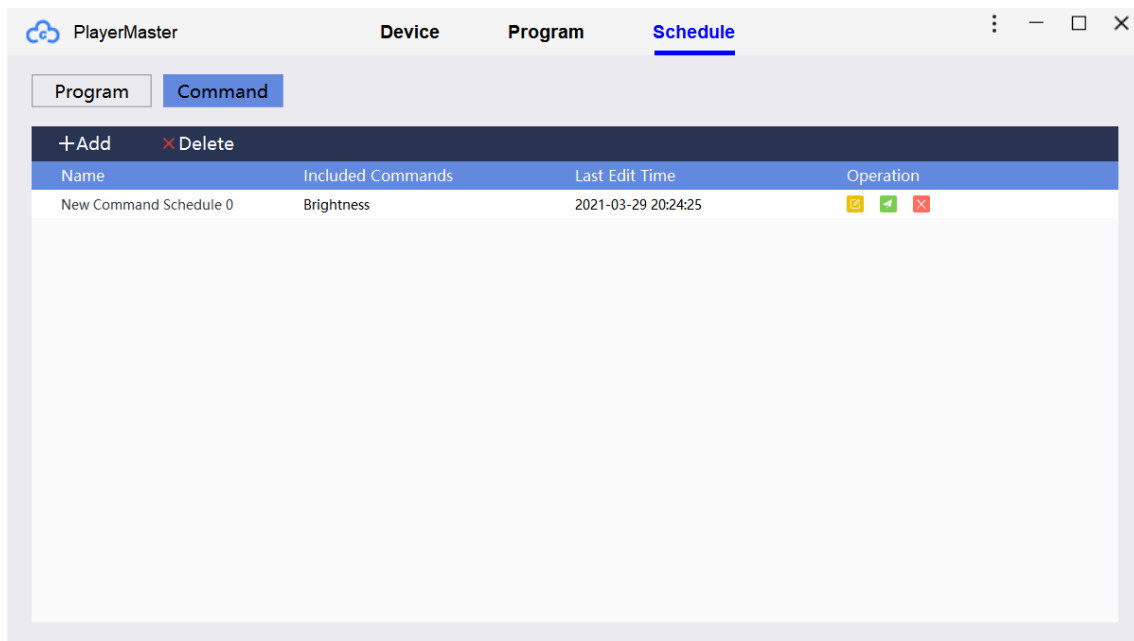 PlayerMaster Device Program Schedule
Program Command
+Add ×Delete
Name Included Commands Last Edit Time Operation
New Command Schedule 0 Brightness 2021-03-29 20:24:25